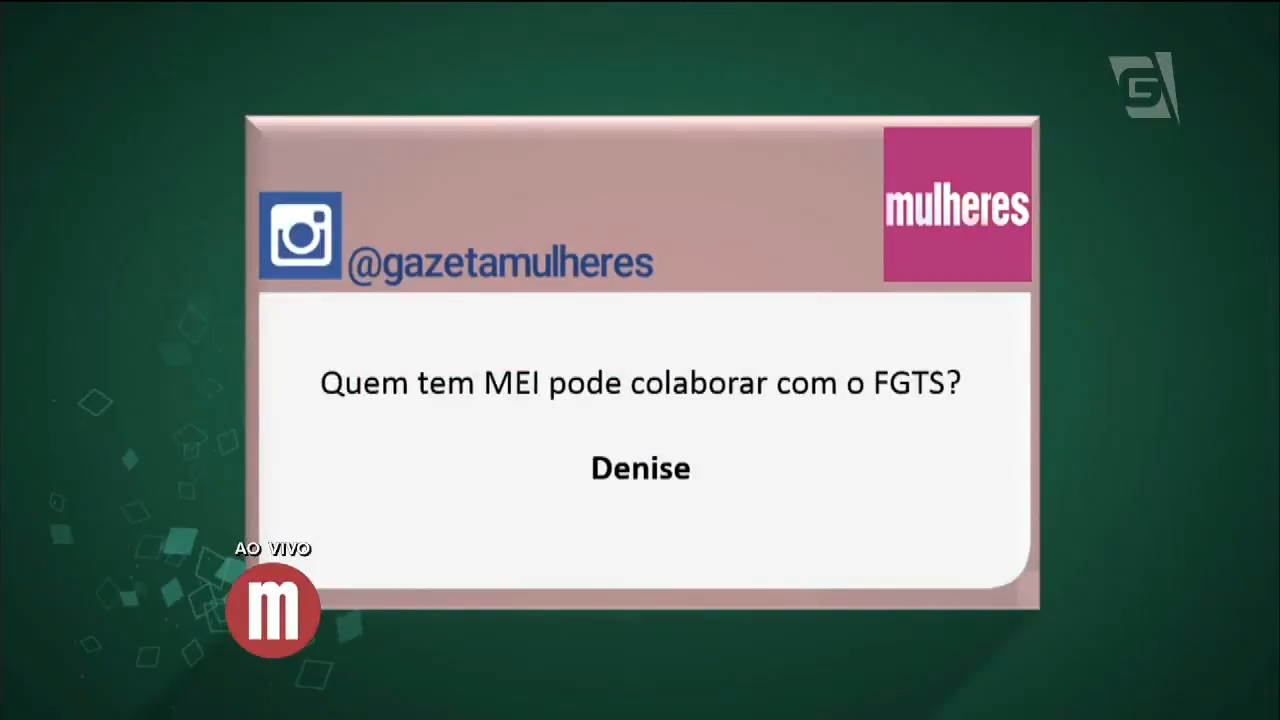 mulheres
@gazetamulheres
Quem tem MEI pode colaborar com o FGTS?
Denise
AO VIVO
m
G